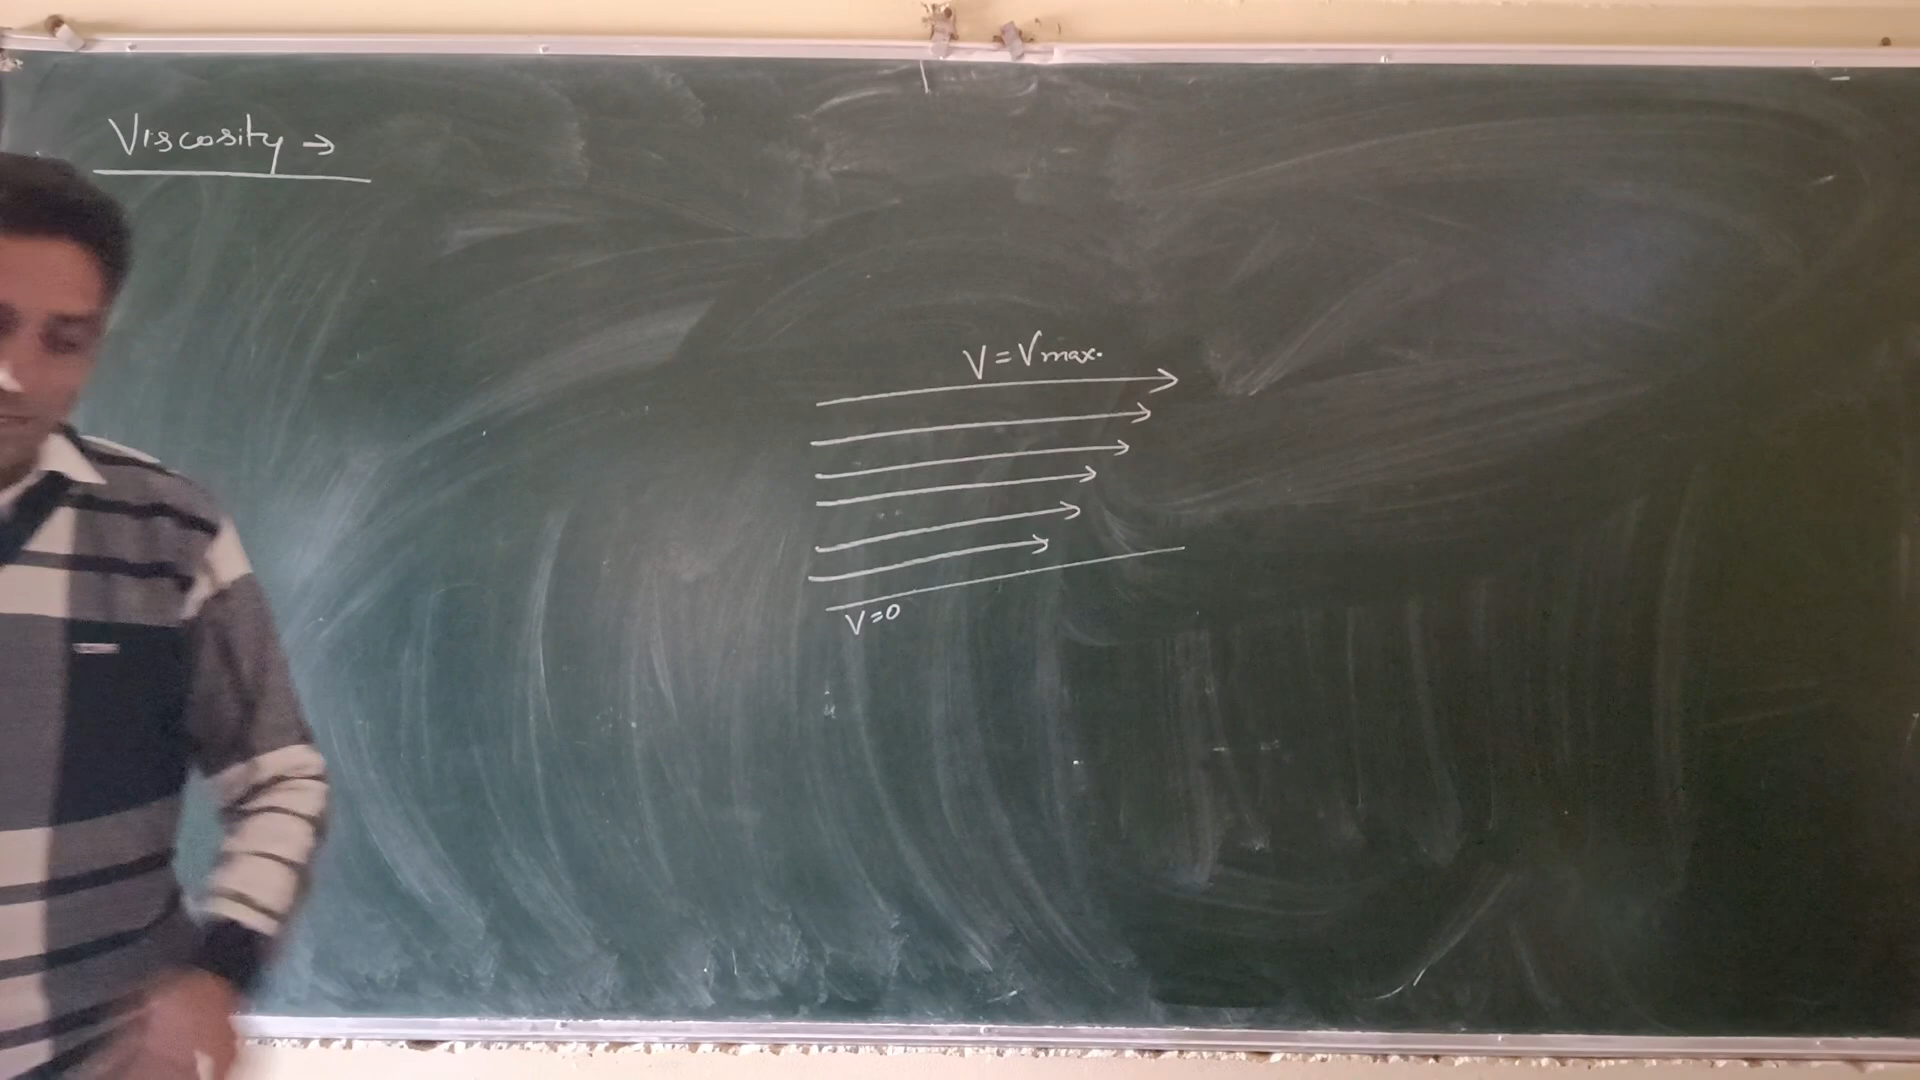 Viscosity →
V = Vmax.
V=0